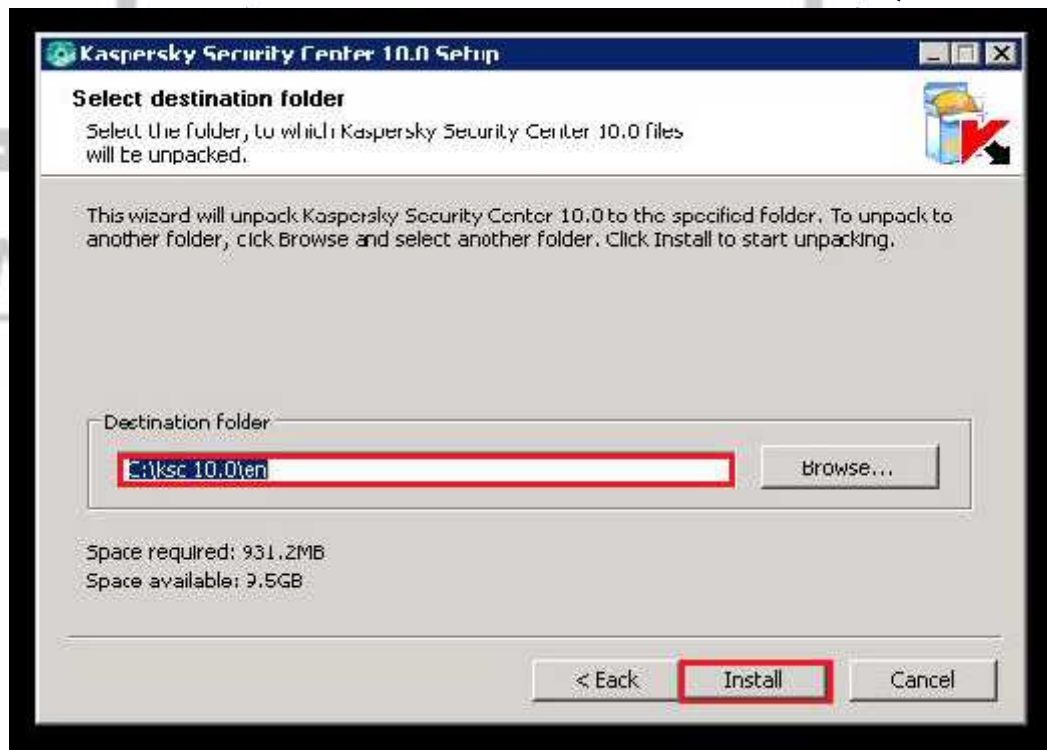 Kaspersky Security Center 10.0 Setup
Select destination folder
Select the folder, to which Kaspersky Security Center 10.0 files
will be unpacked.
This wizard will unpack Kaspersky Security Center 10.0 to the specified folder. To unpack to
another folder, click Browse and select another folder. Click Install to start unpacking.
Destination folder
C:\ksc 10.0\en
Browse...
Space required: 931.2MB
Space available: 9.5GB
< Back
Install
Cancel